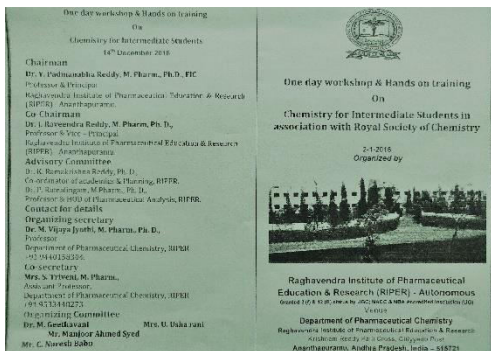 One day workshop & Hands on training
On
Chemistry for Intermediate Students
14th December 2018
Chairman
Dr. Y. Padmanabha Reddy, M. Pharm., Ph.D., FIC
Professor & Principal
Raghavendra Institute of Pharmaceutical Education & Research
(RIPER) Ananthapuramu.
Co-Chairman
Dr. J. Raveendra Reddy, M. Pharm, Ph. D.,
Professor & Vice - Principal
Raghavendra Institute of Pharmaceutical Education & Research
(RIPER) Ananthapuramu
Advisory Committee
Dr. K. Ramakrishna Reddy, Ph. D.,
Co-ordinator of academics & Planning, RIPER.
Dr. P. Ramalingam, M.Pharm., Ph. D.,
Professor & HOD of Pharmaceutical Analysis, RIPER.
Contact for details
Organizing secretary
Dr. M. Vijaya Jyothi, M. Pharm., Ph. D.,
Professor
Department of Pharmaceutical Chemistry, RIPER
Co-secretary
Mrs. S. Triveni, M. Pharm.,
Assistant Professor,
Department of Pharmaceutical Chemistry, RIPER
Organizing Committee
Dr. M. Geethavani Mrs. U. Usha rani
Mr. Manjoor Ahmed Syed
Mr. C. Naresh Babu
One day workshop & Hands on training
On
Chemistry for Intermediate Students in
association with Royal Society of Chemistry
2-1-2018
Organized by
Raghavendra Institute of Pharmaceutical
Education & Research (RIPER) - Autonomous
Venue
Department of Pharmaceutical Chemistry
Raghavendra Institute of Pharmaceutical Education & Research
Ananthapuramu, Andhra Pradesh, India - 515721